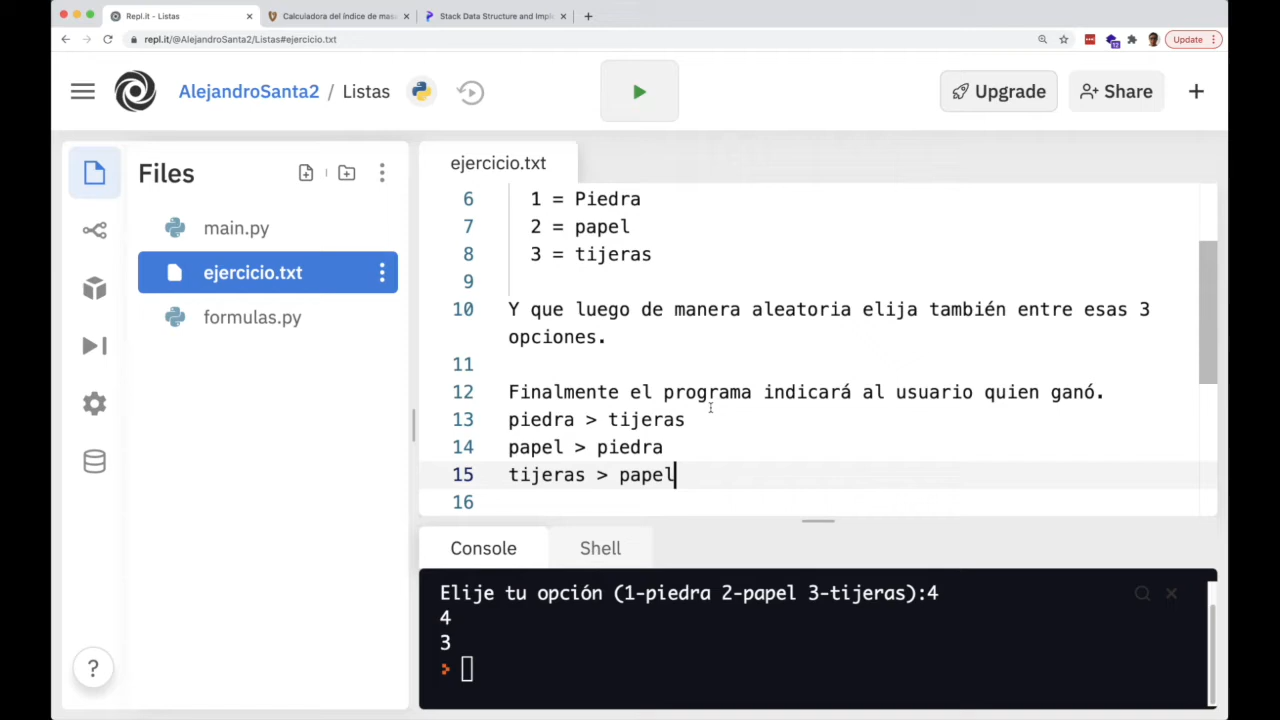 Repl.it - Listas
Calculadora del índice de mas
Stack Data Structure and Impl
repl.it/@AlejandroSanta2/Listas#ejercicio.txt
12
Update
AlejandroSanta2 / Listas
Upgrade
Share
Files
main.py
ejercicio.txt
formulas.py
ejercicio.txt
6 1 = Piedra
7 2 = papel
8 3 = tijeras
9
10 Y que luego de manera aleatoria elija también entre esas 3
opciones.
11
12 Finalmente el programa indicará al usuario quien ganó.
13 piedra > tijeras
14 papel > piedra
15 tijeras > papel
16
Console
Shell
Elije tu opción (1-piedra 2-papel 3-tijeras):4
4
3
>
?